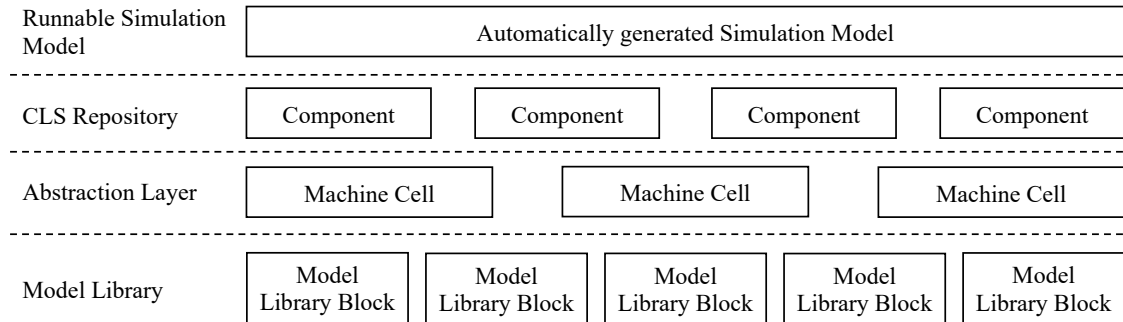 Runnable Simulation
Model
Automatically generated Simulation Model
CLS Repository
Component
Component
Component
Component
Abstraction Layer
Machine Cell
Machine Cell
Machine Cell
Model Library
Model
Library Block
Model
Library Block
Model
Library Block
Model
Library Block
Model
Library Block